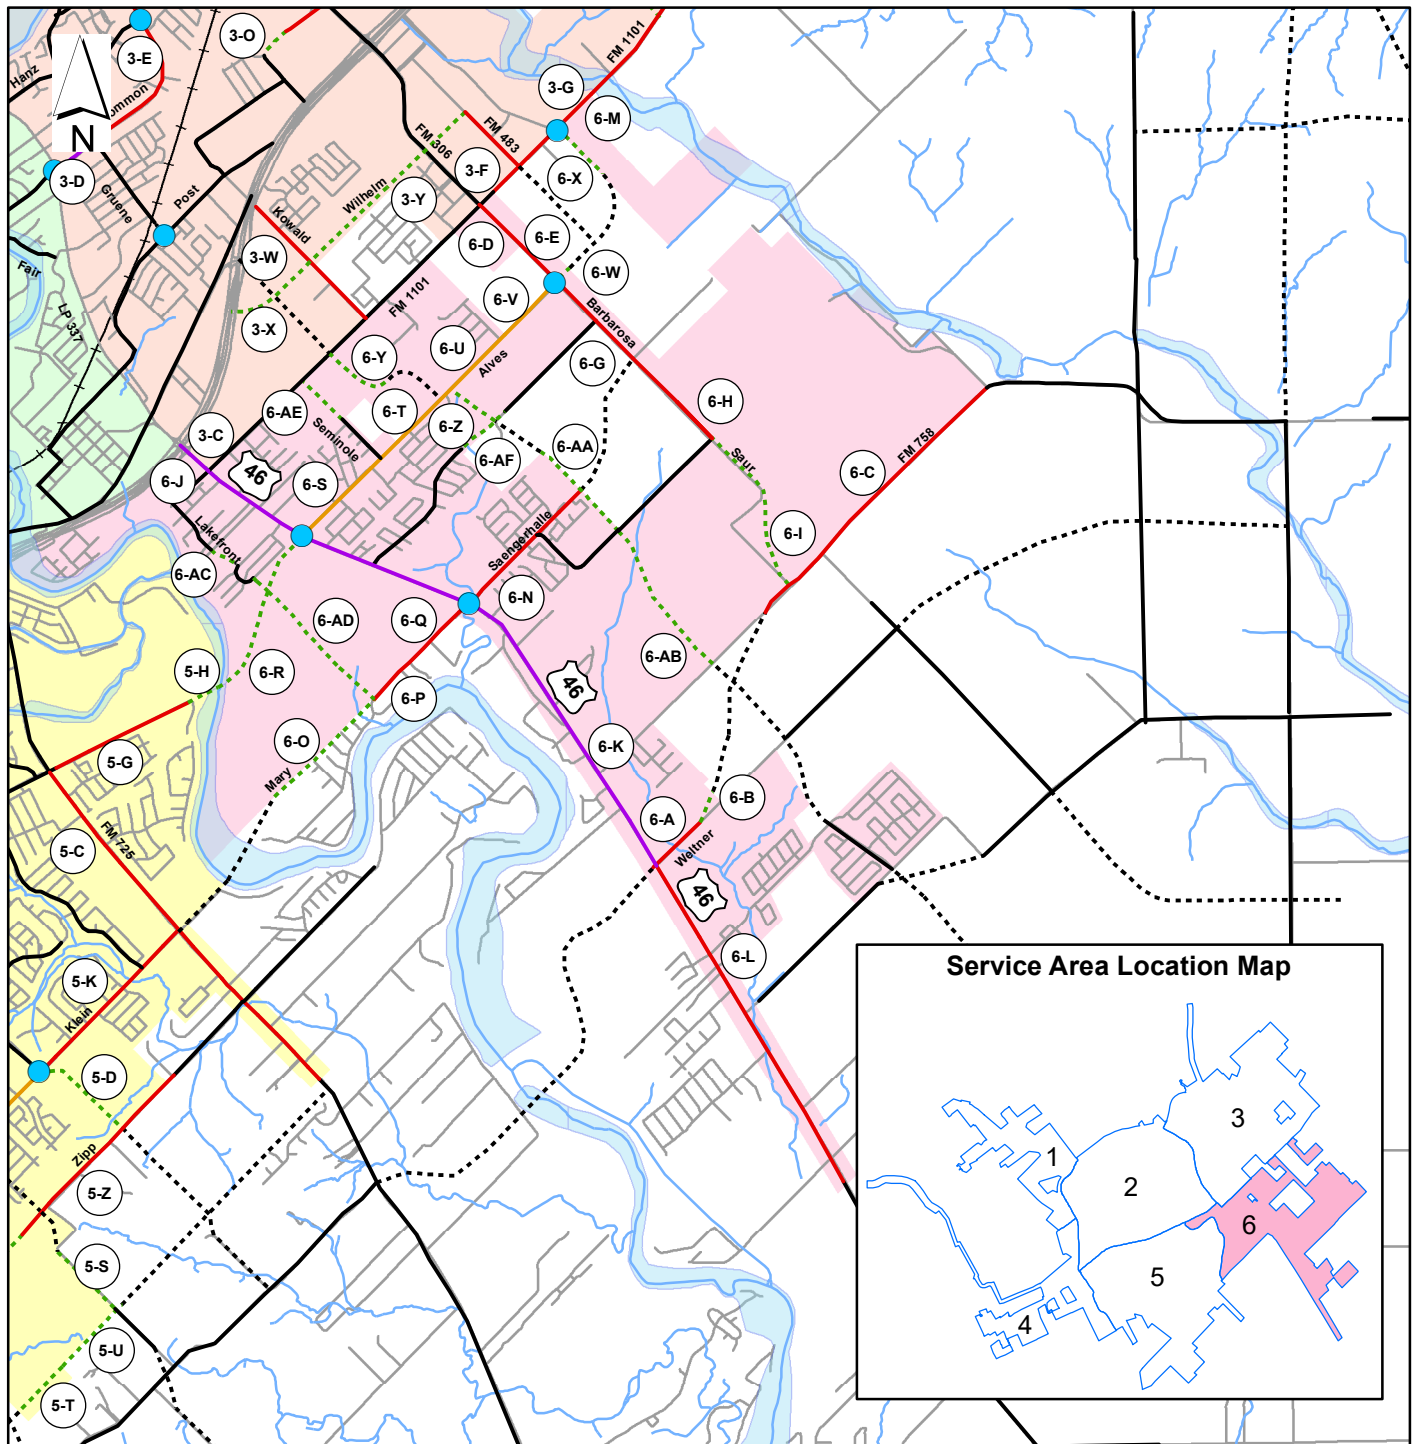 3-O
3-E
FM 1101
Hanz
3-G
ommon
6-M
N
FM 483
FM 306
3-F
3-D
6-X
Wilhelm
3-Y
Gruene
Post
Kowald
6-D
6-E
3-W
6-W
Fair
6-V
FM 1101
LP 337
Barbarosa
3-X
6-Y
6-U
Alves
6-G
6-H
6-AE
6-T
Seminole
6-Z
3-C
6-AF
6-AA
Saur
FM 758
46
6-C
6-J
6-S
Lakefront
Saengerhalle
6-I
6-AC
6-N
6-AD
6-Q
5-H
6-R
6-AB
46
6-P
6-O
6-K
5-G
Mary
6-B
6-A
FM 725
Weltner
5-C
46
6-L
5-K
Klein
5-D
Zipp
5-Z
5-S
5-U
5-T
Service Area Location Map
3
1
2
6
5
4